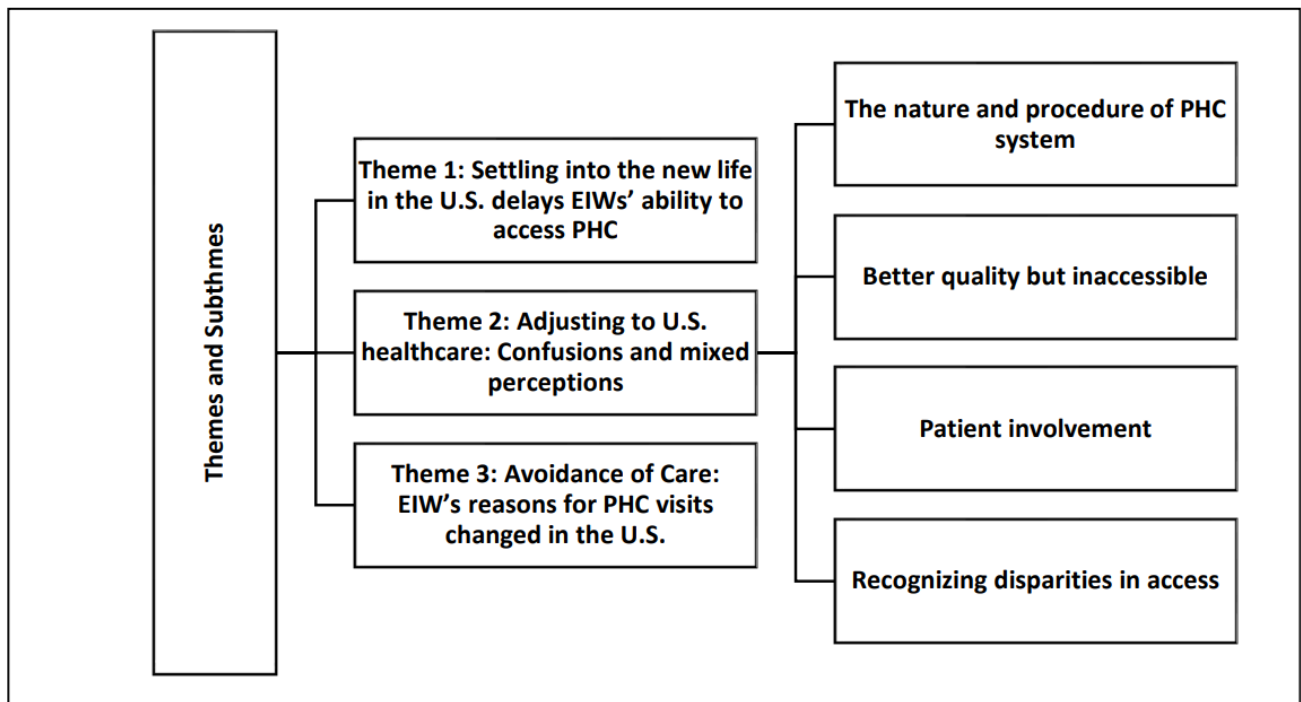 Themes and Subthmes
Theme 1: Settling into the new life
in the U.S. delays EIWs’ ability to
access PHC
Theme 2: Adjusting to U.S.
healthcare: Confusions and mixed
perceptions
Theme 3: Avoidance of Care:
EIW’s reasons for PHC visits
changed in the U.S.
The nature and procedure of PHC
system
Better quality but inaccessible
Patient involvement
Recognizing disparities in access